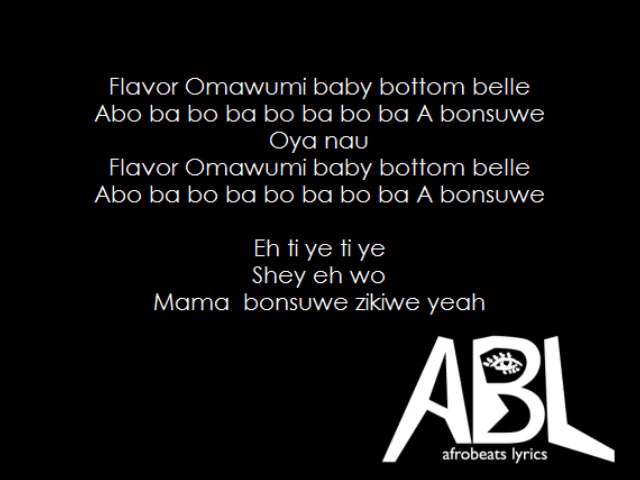 Flavor Omawumi baby bottom belle
Abo ba bo ba bo ba bo ba A bonsuwe
Oya nau
Flavor Omawumi baby bottom belle
Abo ba bo ba bo ba bo ba A bonsuwe
Eh ti ye ti ye
Shey eh wo
Mama  bonsuwe zikiwe yeah
ABL
afrobeats lyrics